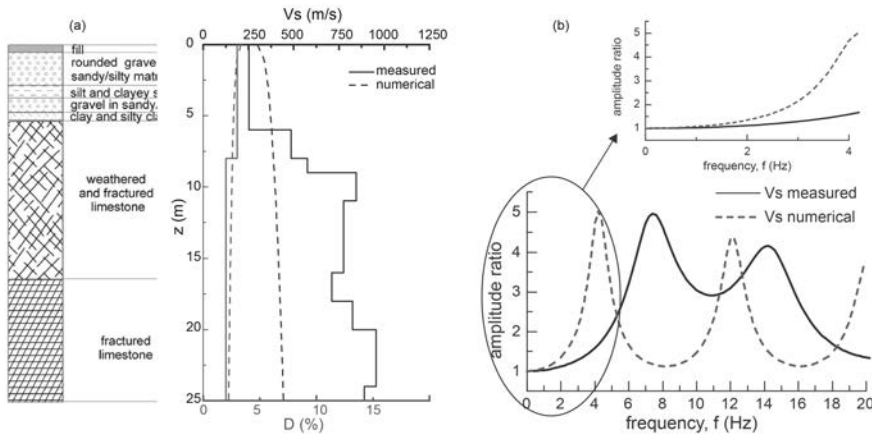 (a)
Vs (m/s)
0 250 500 750 1000 1250
fill
rounded grave
sandy/silty matr
silt and clayey s
gravel in sandy.
clay and silty cla
weathered
and fractured
limestone
fractured
limestone
z (m)
0
5
10
15
20
25
measured
numerical
0 5 10 15
D (%)
(b)
amplitude ratio
5
4
3
2
1
0 2 4
frequency, f (Hz)
Vs measured
Vs numerical
amplitude ratio
5
4
3
2
1
0 2 4 6 8 10 12 14 16 18 20
frequency, f (Hz)